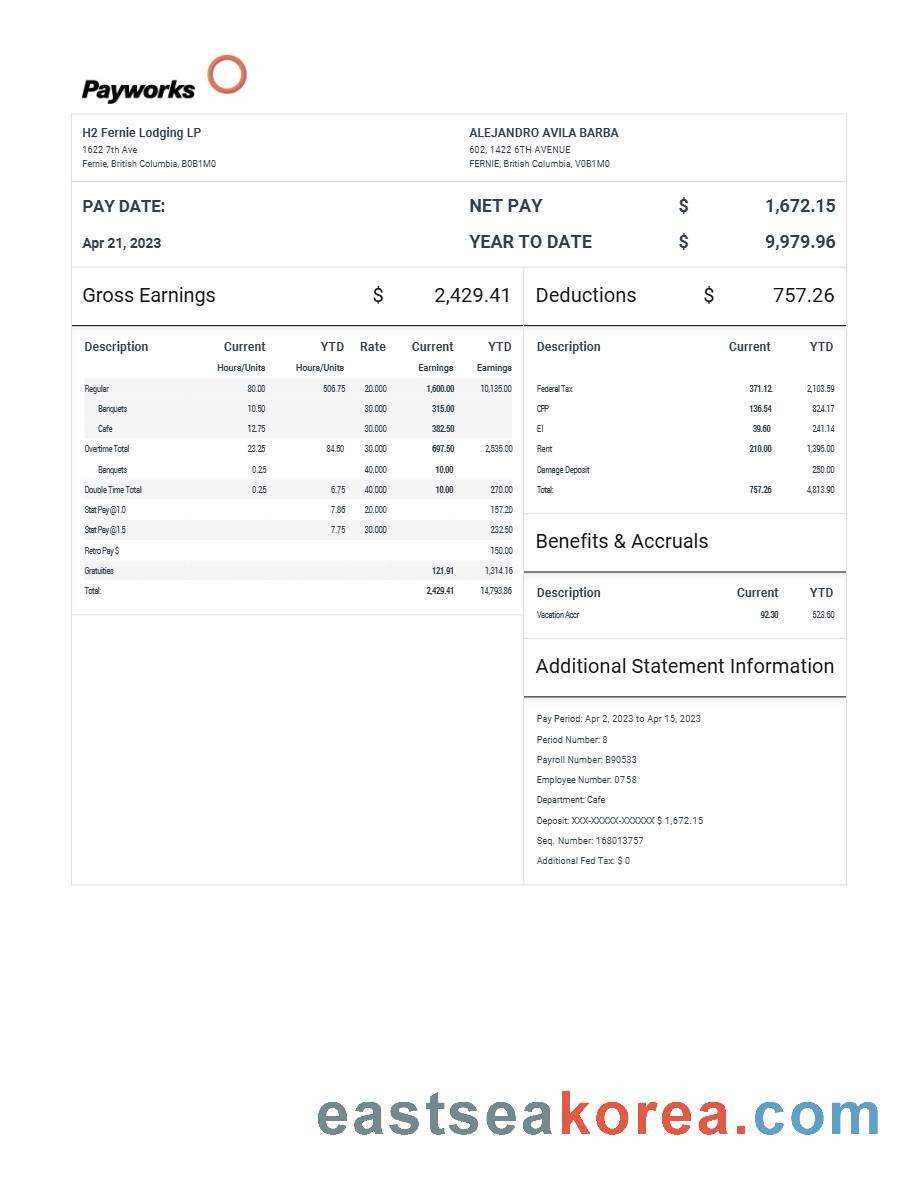 Payworks
H2 Fernie Lodging LP
1622 7th Ave
Fernie, British Columbia, B0B1M0
ALEJANDRO AVILA BARBA
602, 1422 6TH AVENUE
FERNIE, British Columbia, V0B1M0
PAY DATE:
Apr 21, 2023
NET PAY $ 1,672.15
YEAR TO DATE $ 9,979.96
Gross Earnings $ 2,429.41
Description Current YTD Rate Current YTD
Hours/Units Hours/Units Earnings Earnings
Regular 80.00 506.75 20.000 1,600.00 10,135.00
Banquets 10.50 30.000 315.00
Cafe 12.75 30.000 382.50
Overtime Total 23.25 84.50 30.000 697.50 2,535.00
Banquets 0.25 40.000 10.00
Double Time Total 0.25 6.75 40.000 10.00 270.00
Stat Pay @1.0 7.86 20.000 157.20
Stat Pay @1.5 7.75 30.000 232.50
Retro Pay $ 150.00
Gratuities 121.91 1,314.16
Total: 2,429.41 14,793.86
Deductions $ 757.26
Description Current YTD
Federal Tax 371.12 2,103.59
CPP 136.54 824.17
EI 39.60 241.14
Rent 210.00 1,395.00
Damage Deposit 250.00
Total: 757.26 4,813.90
Benefits & Accruals
Description Current YTD
Vacation Accr 92.30 523.60
Additional Statement Information
Pay Period: Apr 2, 2023 to Apr 15, 2023
Period Number: 8
Payroll Number: B90533
Employee Number: 0758
Department: Cafe
Deposit: XXX-XXXXX-XXXXXX $ 1,672.15
Seq. Number: 168013757
Additional Fed Tax: $ 0
eastseakorea.com